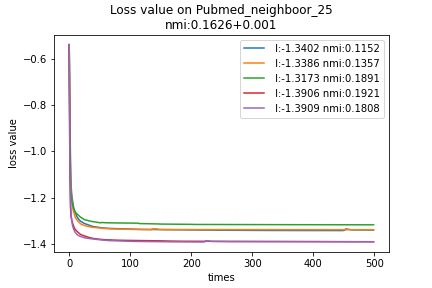 Loss value on Pubmed_neighboor_25
nmi:0.1626+0.001
l:-1.3402 nmi:0.1152
l:-1.3386 nmi:0.1357
l:-1.3173 nmi:0.1891
l:-1.3906 nmi:0.1921
l:-1.3909 nmi:0.1808
−0.6
−0.8
−1.0
−1.2
−1.4
loss value
0 100 200 300 400 500
times